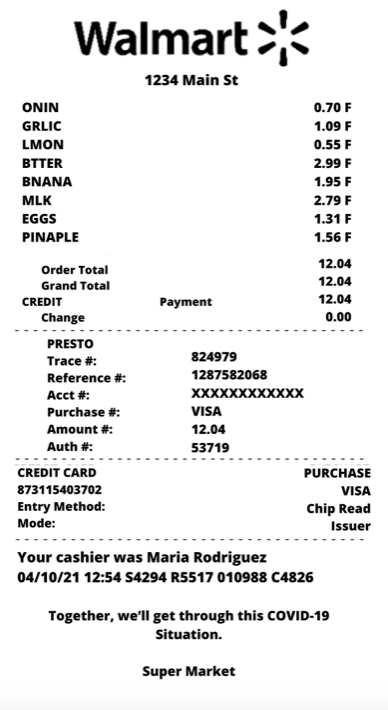 Walmart
1234 Main St
ONIN 0.70 F
GRLIC 1.09 F
LMON 0.55 F
BTTER 2.99 F
BNANA 1.95 F
MLK 2.79 F
EGGS 1.31 F
PINAPLE 1.56 F
Order Total 12.04
Grand Total 12.04
CREDIT Payment 12.04
Change 0.00
PRESTO
Trace #: 824979
Reference #: 1287582068
Acct #: XXXXXXXXXXXX
Purchase #: VISA
Amount #: 12.04
Auth #: 53719
CREDIT CARD PURCHASE
873115403702 VISA
Entry Method: Chip Read
Mode: Issuer
Your cashier was Maria Rodriguez
04/10/21 12:54 S4294 R5517 010988 C4826
Together, we'll get through this COVID-19
Situation.
Super Market